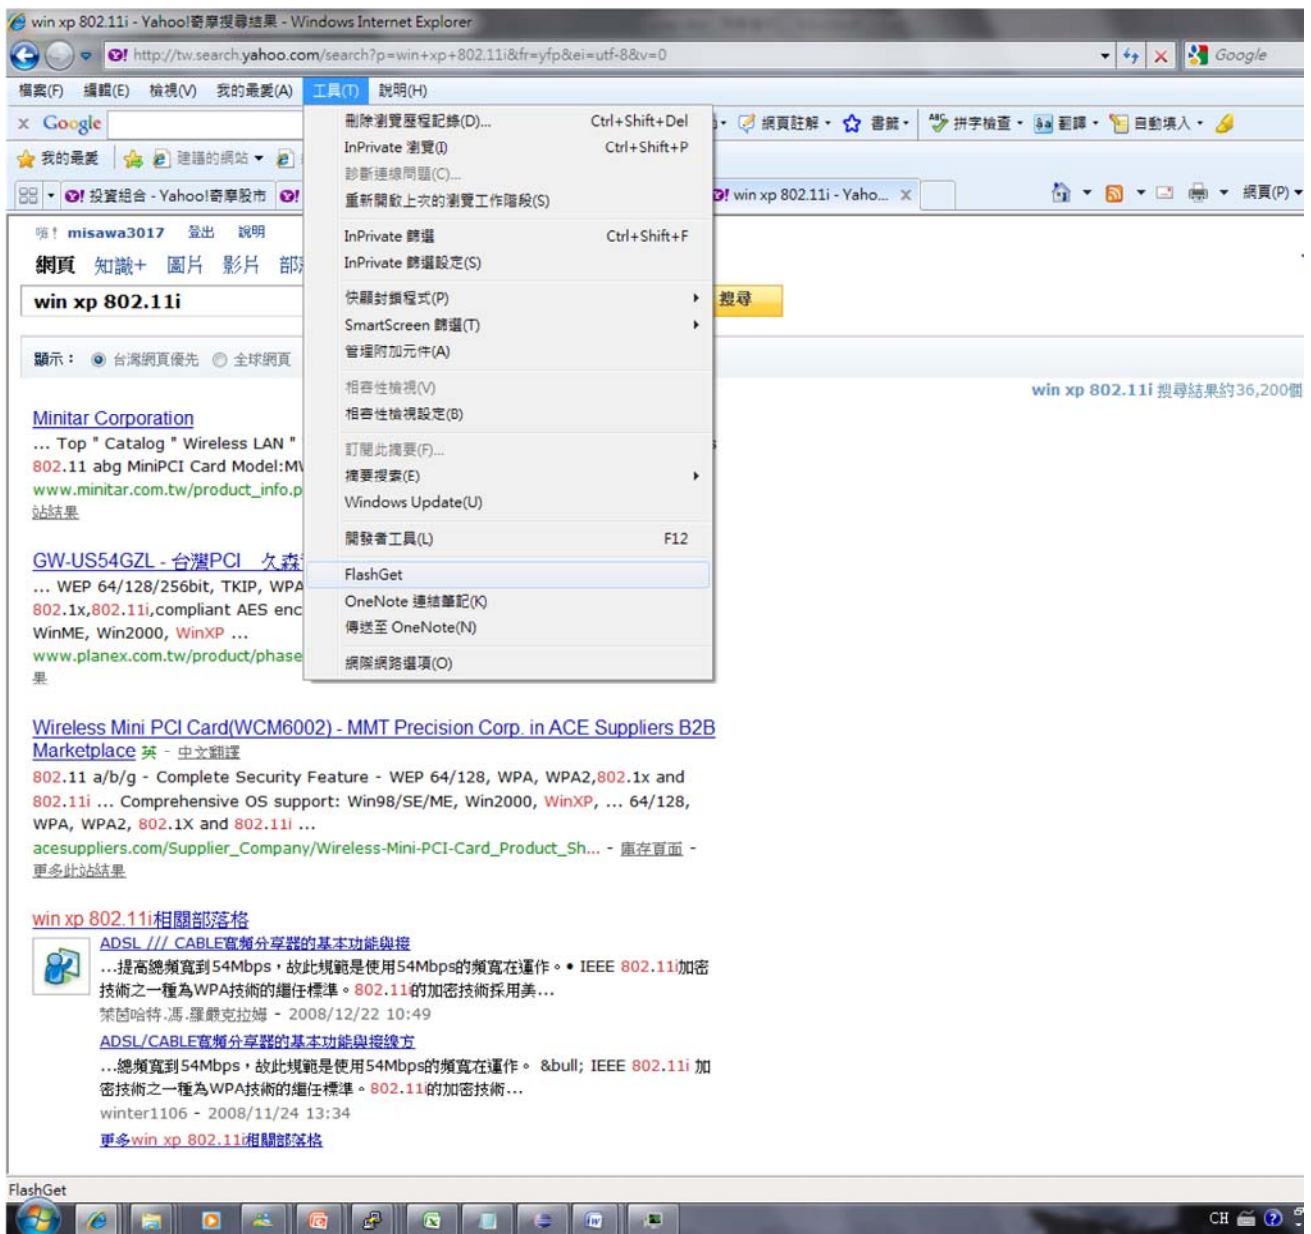 win xp 802.11i - Yahoo!奇摩搜尋結果 - Windows Internet Explorer
http://tw.search.yahoo.com/search?p=win+xp+802.11i&fr=yfp&ei=utf-8&v=0
Google
檔案(F) 編輯(E) 檢視(V) 我的最愛(A) 工具(T) 說明(H)
x Google
網頁註解 書籤 拼字檢查 翻譯 自動填入
我的最愛 建議的網站
投資組合 - Yahoo!奇摩股市
win xp 802.11i - Yaho... x
網頁(P)
刪除瀏覽歷程記錄(D)... Ctrl+Shift+Del
InPrivate 瀏覽(I) Ctrl+Shift+P
診斷連線問題(C)...
重新開啟上次的瀏覽工作階段(S)
InPrivate 篩選 Ctrl+Shift+F
InPrivate 篩選設定(S)
快顯封鎖程式(P)
SmartScreen 篩選(T)
管理附加元件(A)
相容性檢視(V)
相容性檢視設定(B)
訂閱此摘要(F)...
摘要搜索(E)
Windows Update(U)
開發者工具(L) F12
FlashGet
OneNote 連結筆記(K)
傳送至 OneNote(N)
網際網路選項(O)
嗨! misawa3017 登出 說明
網頁 知識+ 圖片 影片
win xp 802.11i
搜尋
顯示： 台灣網頁優先 全球網頁
win xp 802.11i 搜尋結果約36,200個
Minitar Corporation
... Top " Catalog " Wireless LAN "
802.11 abg MiniPCI Card
www.minitar.com.tw/product_info.p
站結果
GW-US54GZL - 台灣PCI 久森
... WEP 64/128/256bit, TKIP, WPA
802.1x,802.11i,compliant AES enc
WinME, Win2000, WinXP ...
www.planex.com.tw/product/phase
果
Wireless Mini PCI Card(WCM6002) - MMT Precision Corp. in ACE Suppliers B2B
Marketplace 英 - 中文翻譯
802.11 a/b/g - Complete Security Feature - WEP 64/128, WPA, WPA2,802.1x and
802.11i ... Comprehensive OS support: Win98/SE/ME, Win2000, WinXP, ... 64/128,
WPA, WPA2, 802.1X and 802.11i ...
acesuppliers.com/Supplier_Company/Wireless-Mini-PCI-Card_Product_Sh... - 庫存頁面 -
更多此站結果
win xp 802.11i相關部落格
ADSL /// CABLE寬頻分享器的基本功能與接
...提高總頻寬到54Mbps，故此規範是使用54Mbps的頻寬在運作。• IEEE 802.11i加密
技術之一種為WPA技術的繼任標準。802.11i的加密技術採用美...
萊茵哈特.馮.羅嚴克拉姆 - 2008/12/22 10:49
ADSL/CABLE寬頻分享器的基本功能與接線方
...總頻寬到54Mbps，故此規範是使用54Mbps的頻寬在運作。 &bull; IEEE 802.11i 加
密技術之一種為WPA技術的繼任標準。802.11i的加密技術...
winter1106 - 2008/11/24 13:34
更多win xp 802.11i相關部落格
FlashGet
CH